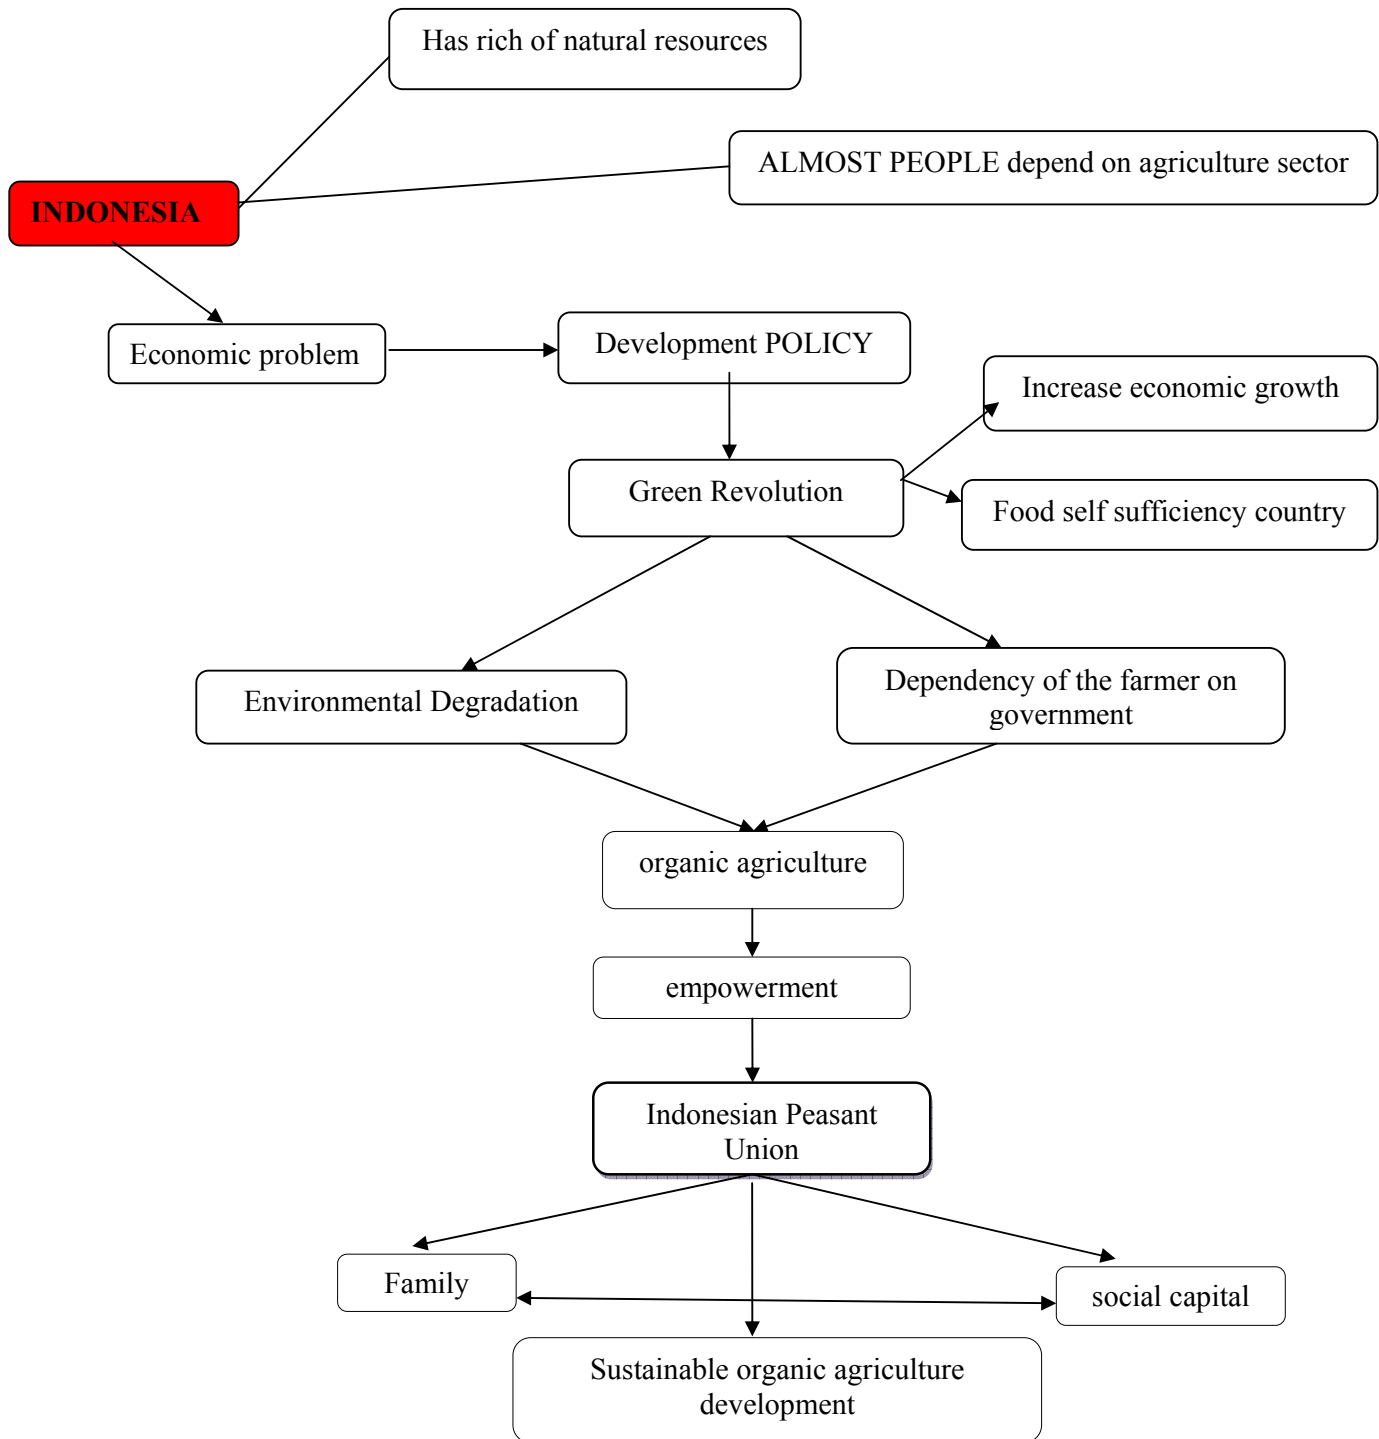 Has rich of natural resources
ALMOST PEOPLE depend on agriculture sector
INDONESIA
Economic problem
Development POLICY
Increase economic growth
Green Revolution
Food self sufficiency country
Environmental Degradation
Dependency of the farmer on
government
organic agriculture
empowerment
Indonesian Peasant
Union
Family
social capital
Sustainable organic agriculture
development